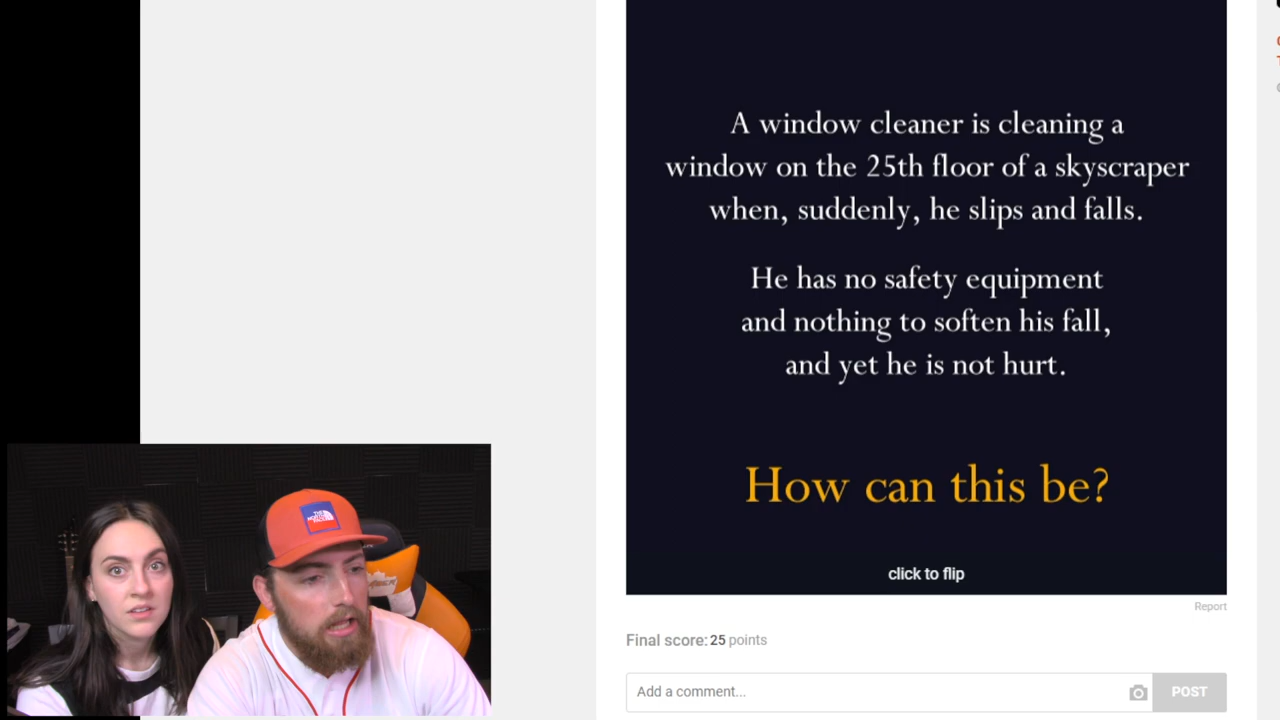 A window cleaner is cleaning a
window on the 25th floor of a skyscraper
when, suddenly, he slips and falls.
He has no safety equipment
and nothing to soften his fall,
and yet he is not hurt.
How can this be?
click to flip
Report
Final score: 25 points
Add a comment...
POST
THE
NORTH
FACE